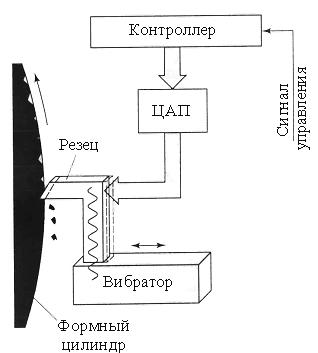 Контроллер
ЦАП
Сигнал
управления
Резец
Вибратор
Формный
цилиндр